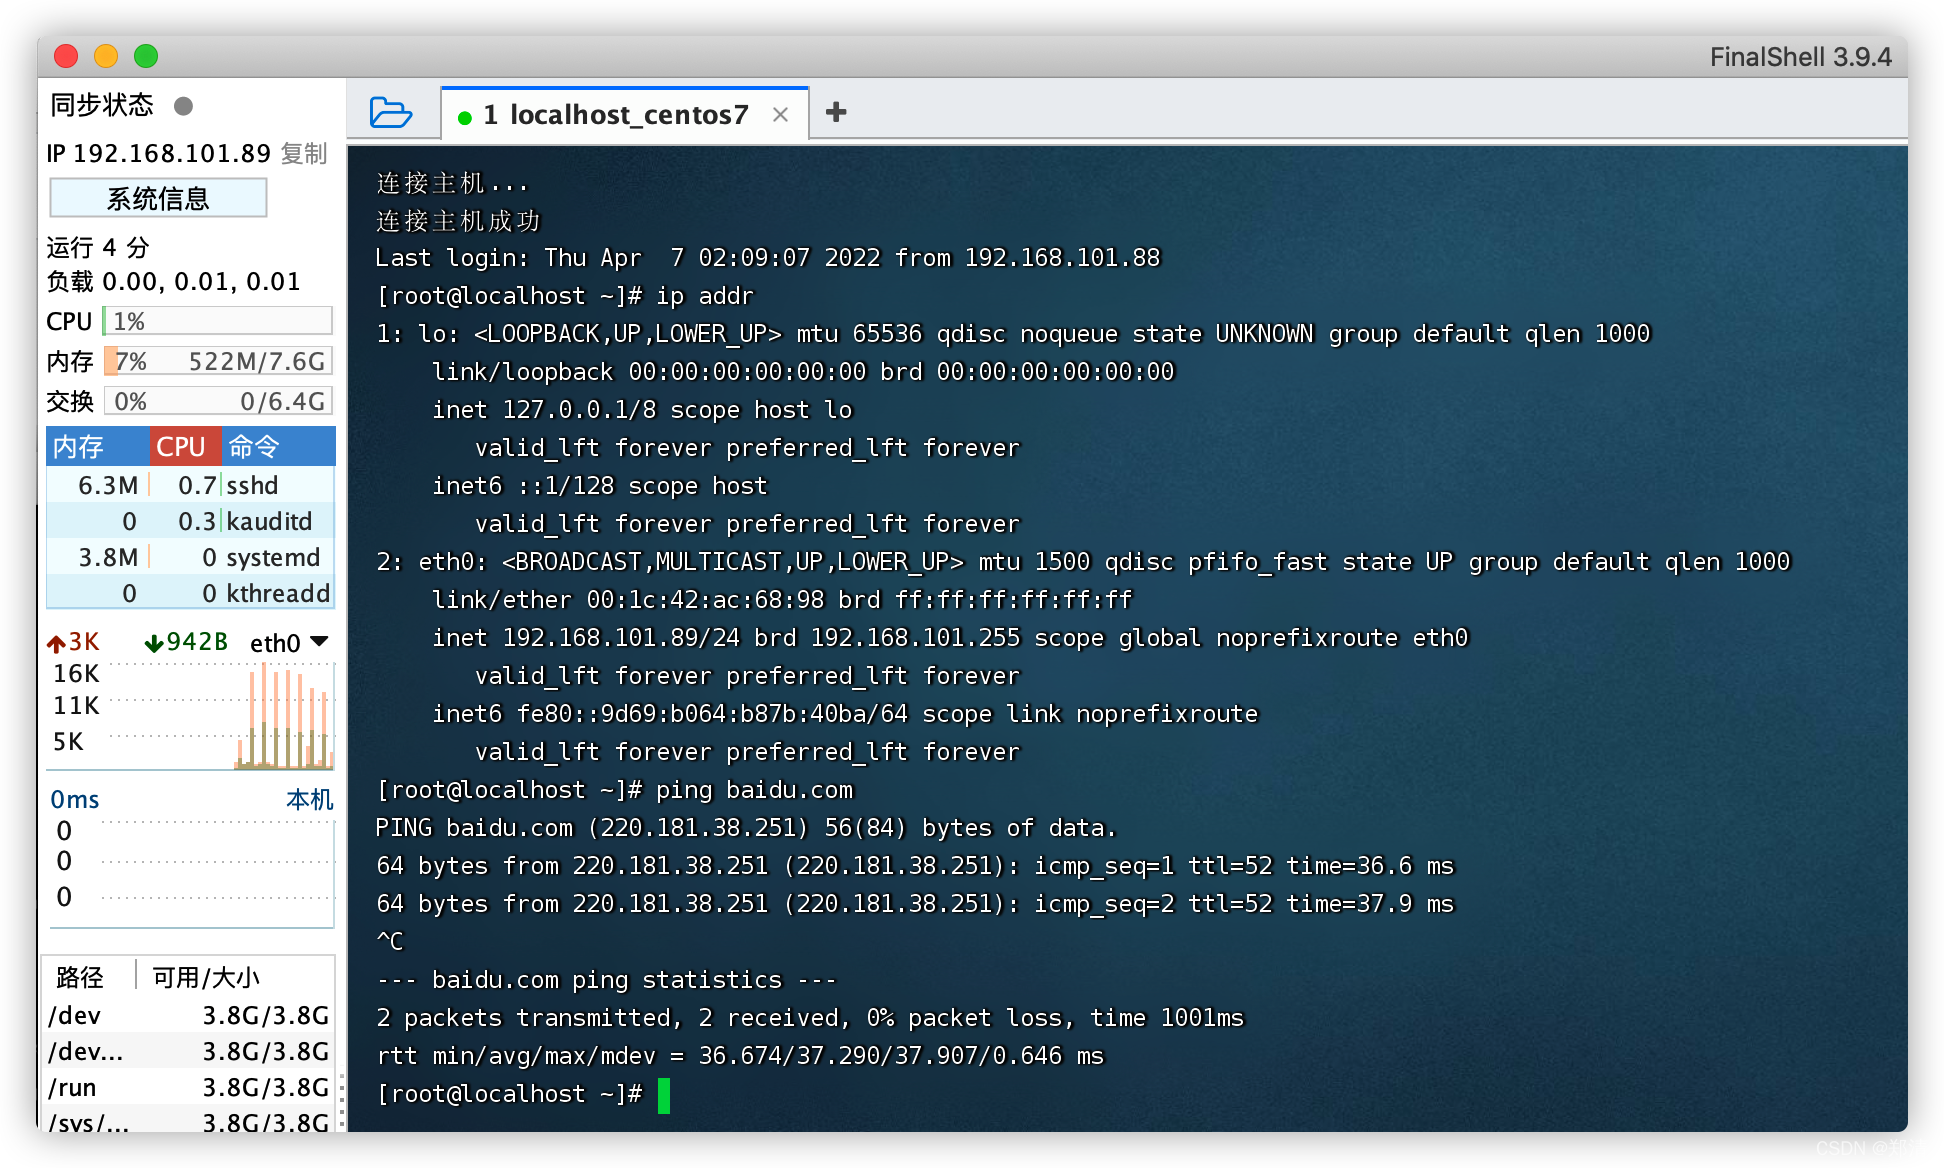 FinalShell 3.9.4
同步状态
IP 192.168.101.89 复制
系统信息
运行 4 分
负载 0.00, 0.01, 0.01
CPU 1%
内存 7% 522M/7.6G
交换 0% 0/6.4G
内存 CPU 命令
6.3M 0.7 sshd
0 0.3 kauditd
3.8M 0 systemd
0 0 kthreadd
3K 942B eth0
16K
11K
5K
0ms 本机
0
0
0
路径 可用/大小
/dev 3.8G/3.8G
/dev... 3.8G/3.8G
/run 3.8G/3.8G
/sys/... 3.8G/3.8G
1 localhost_centos7
连接主机...
连接主机成功
Last login: Thu Apr  7 02:09:07 2022 from 192.168.101.88
[root@localhost ~]# ip addr
1: lo: <LOOPBACK,UP,LOWER_UP> mtu 65536 qdisc noqueue state UNKNOWN group default qlen 1000
    link/loopback 00:00:00:00:00:00 brd 00:00:00:00:00:00
    inet 127.0.0.1/8 scope host lo
       valid_lft forever preferred_lft forever
    inet6 ::1/128 scope host
       valid_lft forever preferred_lft forever
2: eth0: <BROADCAST,MULTICAST,UP,LOWER_UP> mtu 1500 qdisc pfifo_fast state UP group default qlen 1000
    link/ether 00:1c:42:ac:68:98 brd ff:ff:ff:ff:ff:ff
    inet 192.168.101.89/24 brd 192.168.101.255 scope global noprefixroute eth0
       valid_lft forever preferred_lft forever
    inet6 fe80::9d69:b064:b87b:40ba/64 scope link noprefixroute
       valid_lft forever preferred_lft forever
[root@localhost ~]# ping baidu.com
PING baidu.com (220.181.38.251) 56(84) bytes of data.
64 bytes from 220.181.38.251 (220.181.38.251): icmp_seq=1 ttl=52 time=36.6 ms
64 bytes from 220.181.38.251 (220.181.38.251): icmp_seq=2 ttl=52 time=37.9 ms
^C
--- baidu.com ping statistics ---
2 packets transmitted, 2 received, 0% packet loss, time 1001ms
rtt min/avg/max/mdev = 36.674/37.290/37.907/0.646 ms
[root@localhost ~]#
CSDN